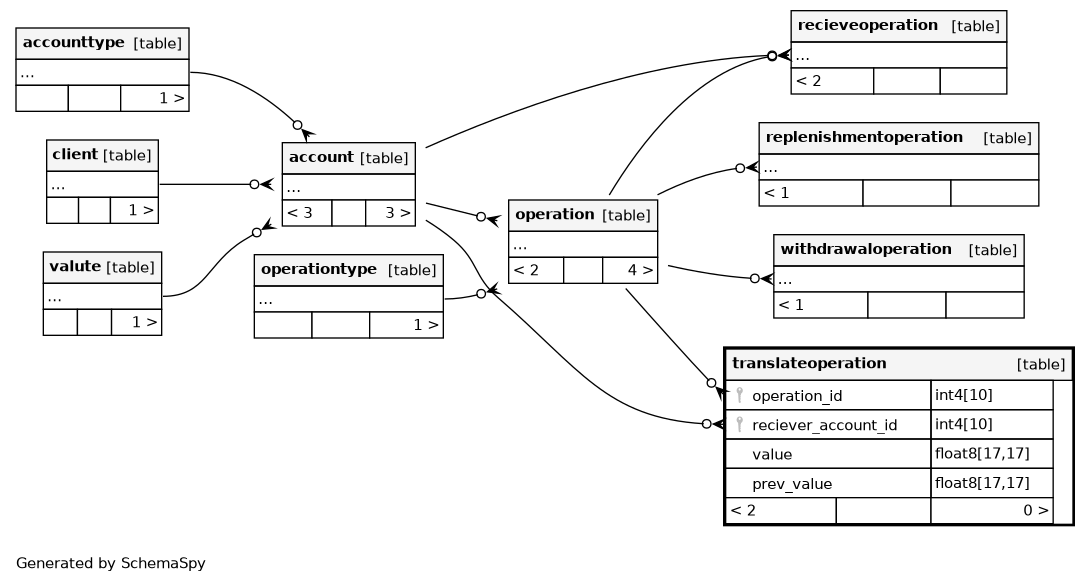 accounttype [table]
...
1 >
client [table]
...
1 >
valute [table]
...
1 >
account [table]
...
< 3 3 >
operationtype [table]
...
1 >
operation [table]
...
< 2 4 >
recieveoperation [table]
...
< 2
replenishmentoperation [table]
...
< 1
withdrawaloperation [table]
...
< 1
translateoperation [table]
operation_id int4[10]
reciever_account_id int4[10]
value float8[17,17]
prev_value float8[17,17]
< 2 0 >
Generated by SchemaSpy